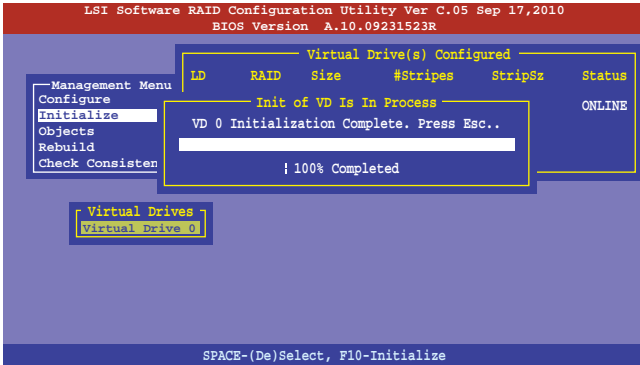 LSI Software RAID Configuration Utility Ver C.05 Sep 17,2010
BIOS Version A.10.09231523R
Virtual Drive(s) Configured
LD RAID Size #Stripes StripSz Status
ONLINE
Management Menu
Configure
Initialize
Objects
Rebuild
Check Consisten
Init of VD Is In Process
VD 0 Initialization Complete. Press Esc..
100% Completed
Virtual Drives
Virtual Drive 0
SPACE-(De)Select, F10-Initialize